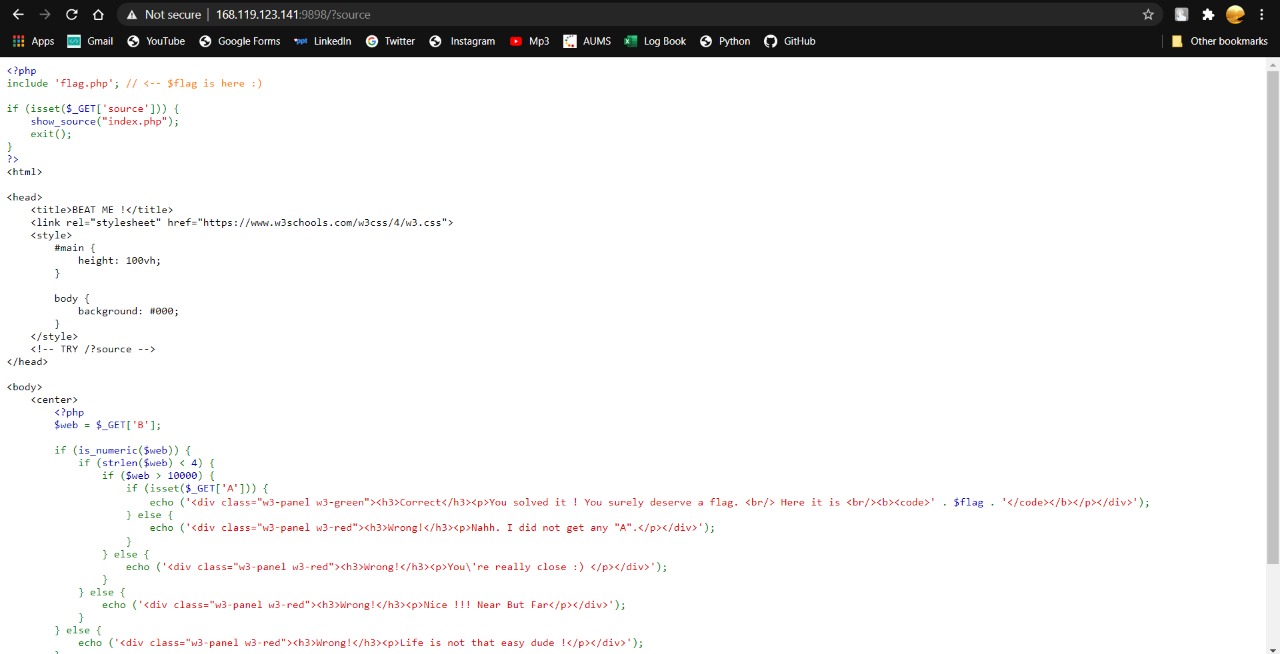 Not secure | 168.119.123.141:9898/?source
Apps Gmail YouTube Google Forms LinkedIn Twitter Instagram Mp3 AUMS Log Book Python GitHub Other bookmarks
<?php
include 'flag.php'; // <-- $flag is here :)
if (isset($_GET['source'])) {
    show_source("index.php");
    exit();
}
?>
<html>
<head>
    <title>BEAT ME !</title>
    <link rel="stylesheet" href="https://www.w3schools.com/w3css/4/w3.css">
    <style>
        #main {
            height: 100vh;
        }
        body {
            background: #000;
        }
    </style>
    <!-- TRY /?source -->
</head>
<body>
    <center>
        <?php
        $web = $_GET['B'];
        if (is_numeric($web)) {
            if (strlen($web) < 4) {
                if ($web > 10000) {
                    if (isset($_GET['A'])) {
                        echo ('<div class="w3-panel w3-green"><h3>Correct</h3><p>You solved it ! You surely deserve a flag. <br/> Here it is <br/><b><code>' . $flag . '</code></b></p></div>');
                    } else {
                        echo ('<div class="w3-panel w3-red"><h3>Wrong!</h3><p>Nahh. I did not get any "A".</p></div>');
                    }
                } else {
                    echo ('<div class="w3-panel w3-red"><h3>Wrong!</h3><p>You\'re really close :) </p></div>');
                }
            } else {
                echo ('<div class="w3-panel w3-red"><h3>Wrong!</h3><p>Nice !!! Near But Far</p></div>');
            }
        } else {
            echo ('<div class="w3-panel w3-red"><h3>Wrong!</h3><p>Life is not that easy dude !</p></div>');